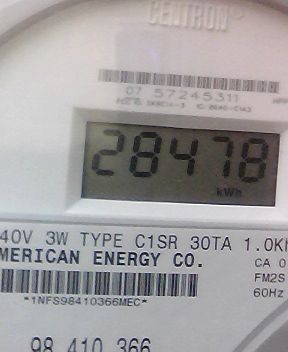 CENTRON®
07 57245311
28478
kWh
40V 3W TYPE C1SR 30TA 1.0Kh
MERICAN ENERGY CO.
CA 0
FM2S
60Hz
*1NFS98410366MEC*
98 410 366